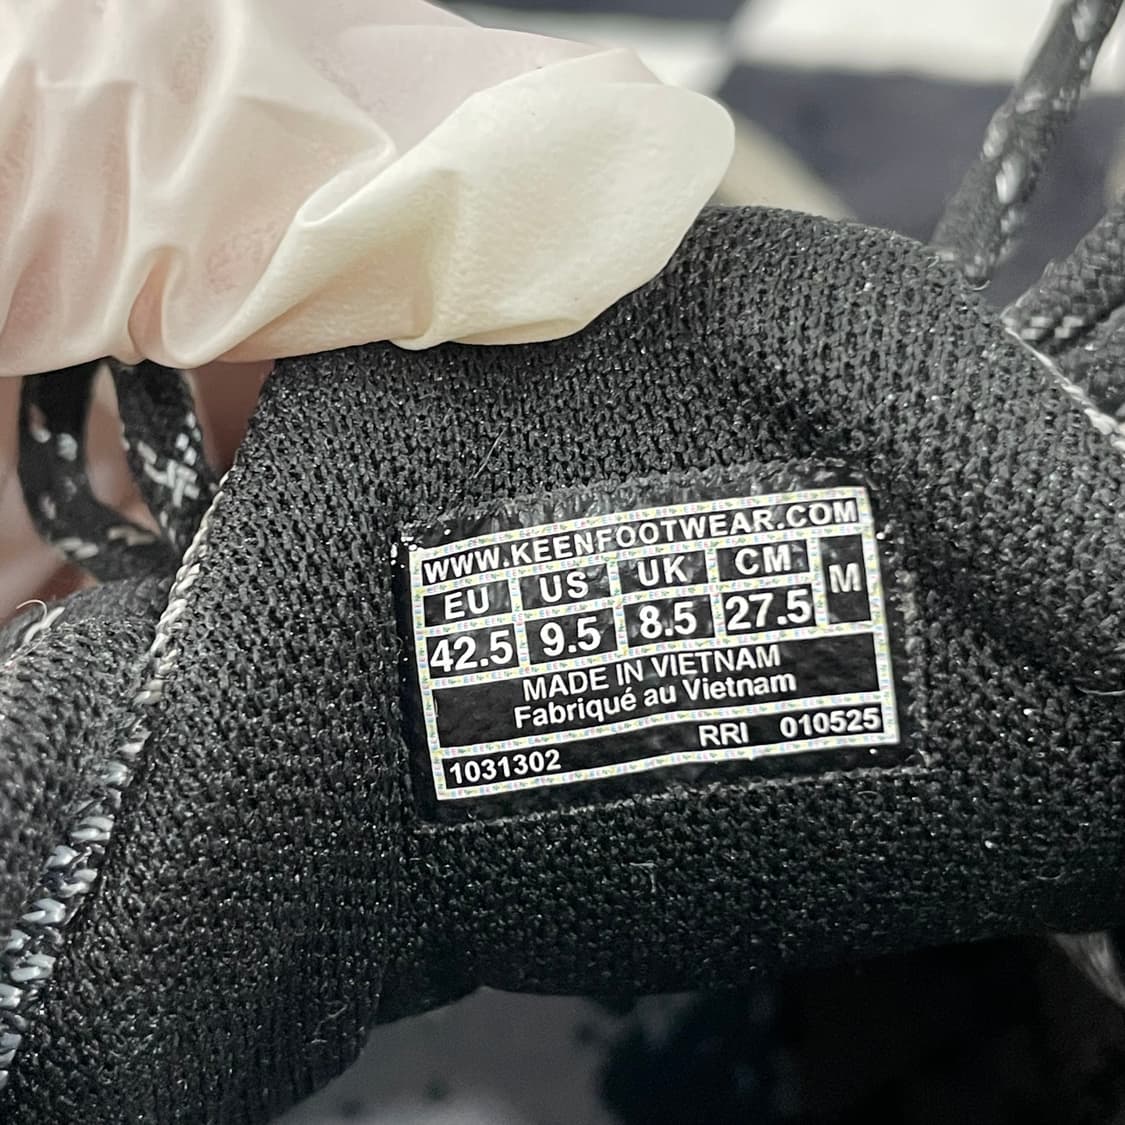 WWW.KEENFOOTWEAR.COM
EU US UK CM M
42.5 9.5 8.5 27.5
MADE IN VIETNAM
Fabriqué au Vietnam
1031302 RRI 010525